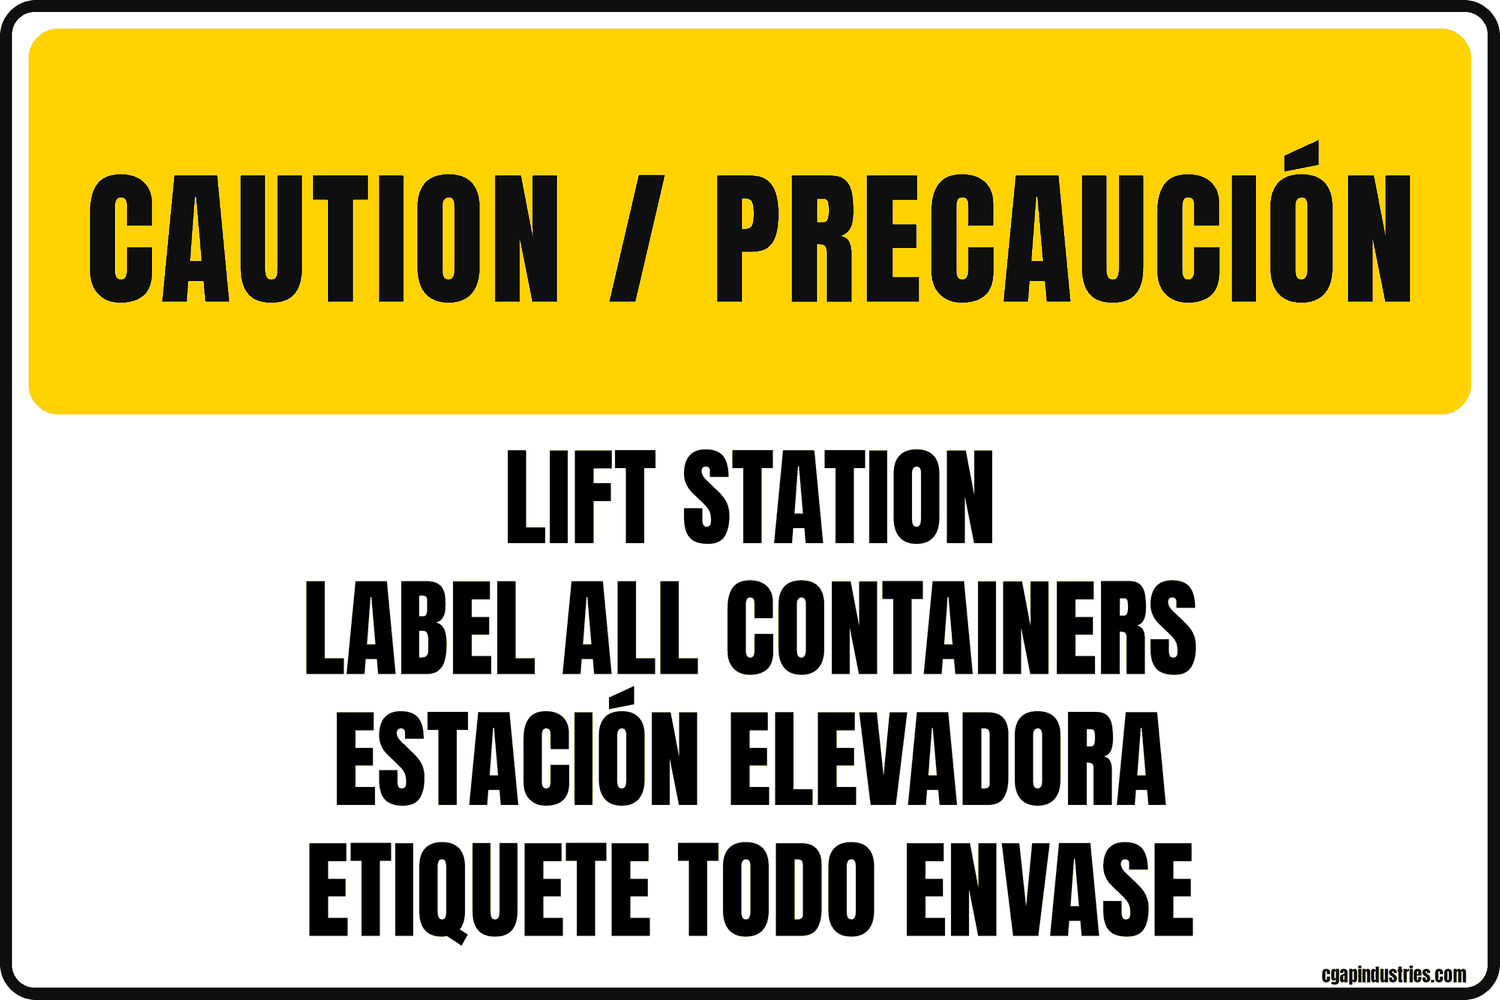 CAUTION / PRECAUCIÓN
LIFT STATION
LABEL ALL CONTAINERS
ESTACIÓN ELEVADORA
ETIQUETE TODO ENVASE
cgapindustries.com